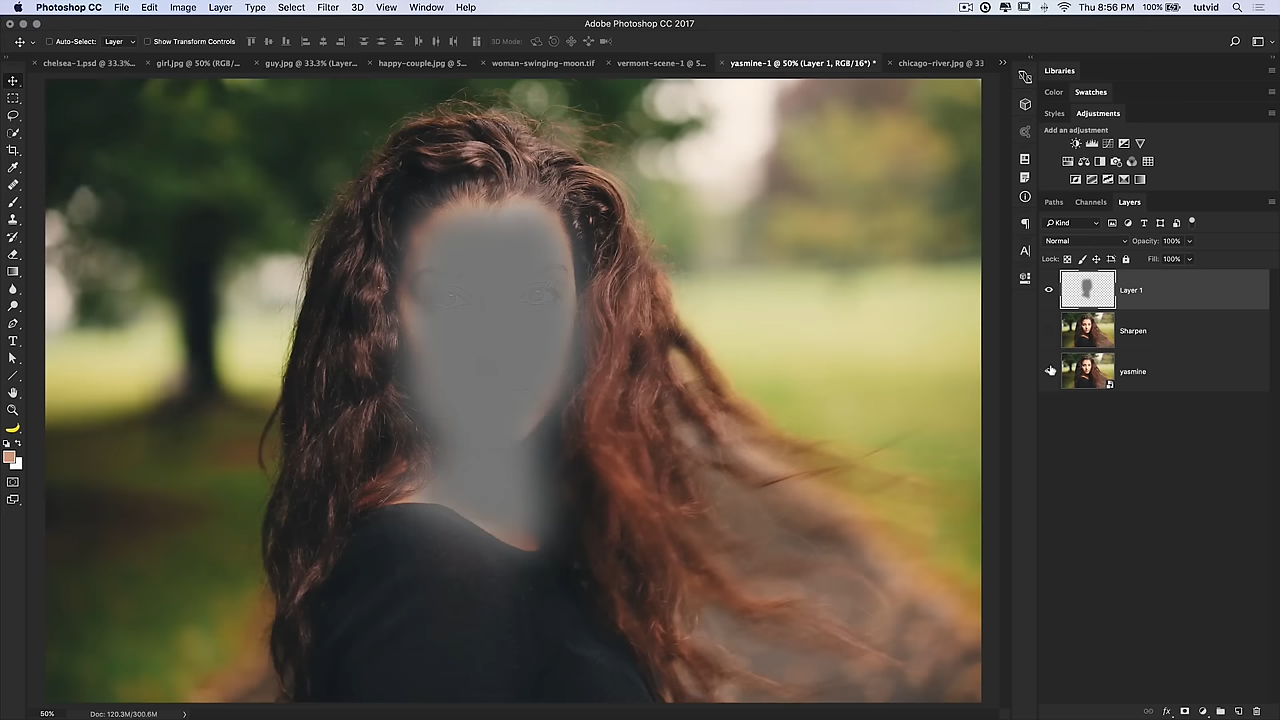 Photoshop CC File Edit Image Layer Type Select Filter 3D View Window Help 100% Thu 8:56 PM tutvid
Adobe Photoshop CC 2017
Auto-Select: Layer Show Transform Controls 3D Mode:
chelsea-1.psd @ 33.3%... girl.jpg @ 50% (RGB/... guy.jpg @ 33.3% (Layer... happy-couple.jpg @ 5... woman-swinging-moon.tif vermont-scene-1 @ 5... yasmine-1 @ 50% (Layer 1, RGB/16*) * chicago-river.jpg @ 33
Libraries
Color Swatches
Styles Adjustments
Add an adjustment
Paths Channels Layers
Kind
Normal Opacity: 100%
Lock: Fill: 100%
Layer 1
Sharpen
yasmine
50% Doc: 120.3M/300.6M